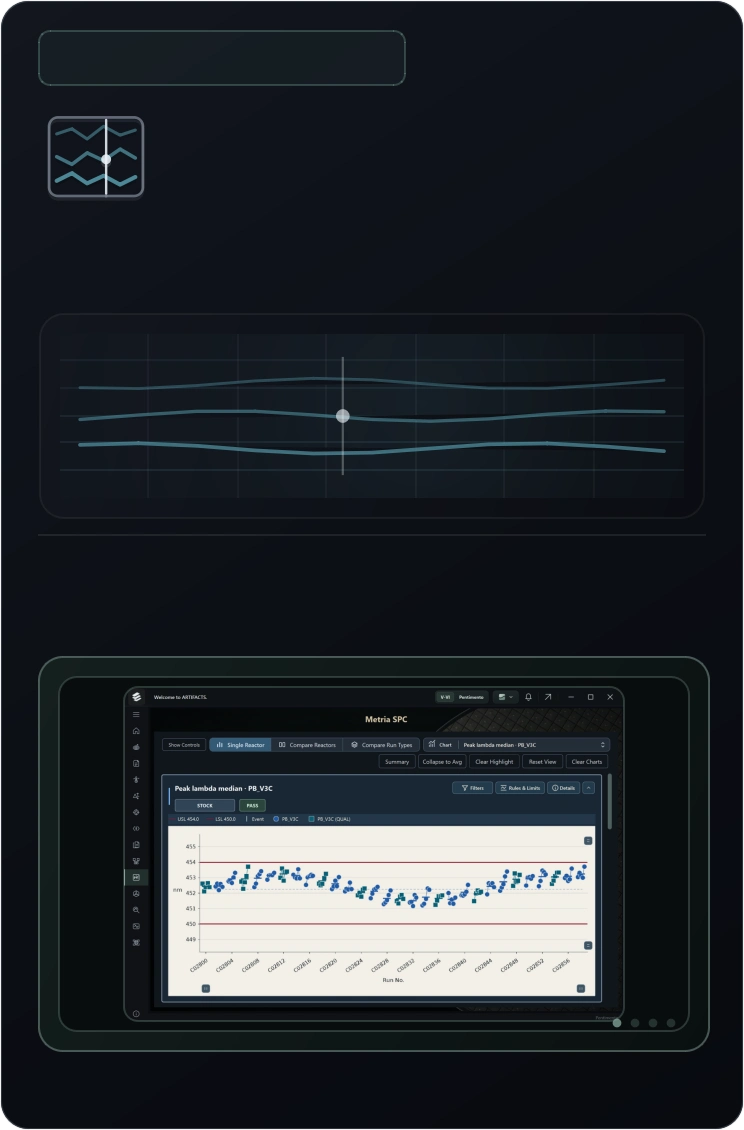 Welcome to ARTIFACTS.
V-VI Pentimento
Metria SPC
Show Controls
Single Reactor
Compare Reactors
Compare Run Types
Chart
Peak lambda median · PB_V3C
Summary
Collapse to Avg
Clear Highlight
Reset View
Clear Charts
Peak lambda median · PB_V3C
Filters
Rules & Limits
Details
STOCK
PASS
USL 454.0
LSL 450.0
Event
PB_V3C
PB_V3C (QUAL)
455
454
453
nm
452
451
450
449
C02800
C02804
C02808
C02812
C02816
C02820
C02824
C02828
C02832
C02836
C02840
C02844
C02848
C02852
C02856
Run No.